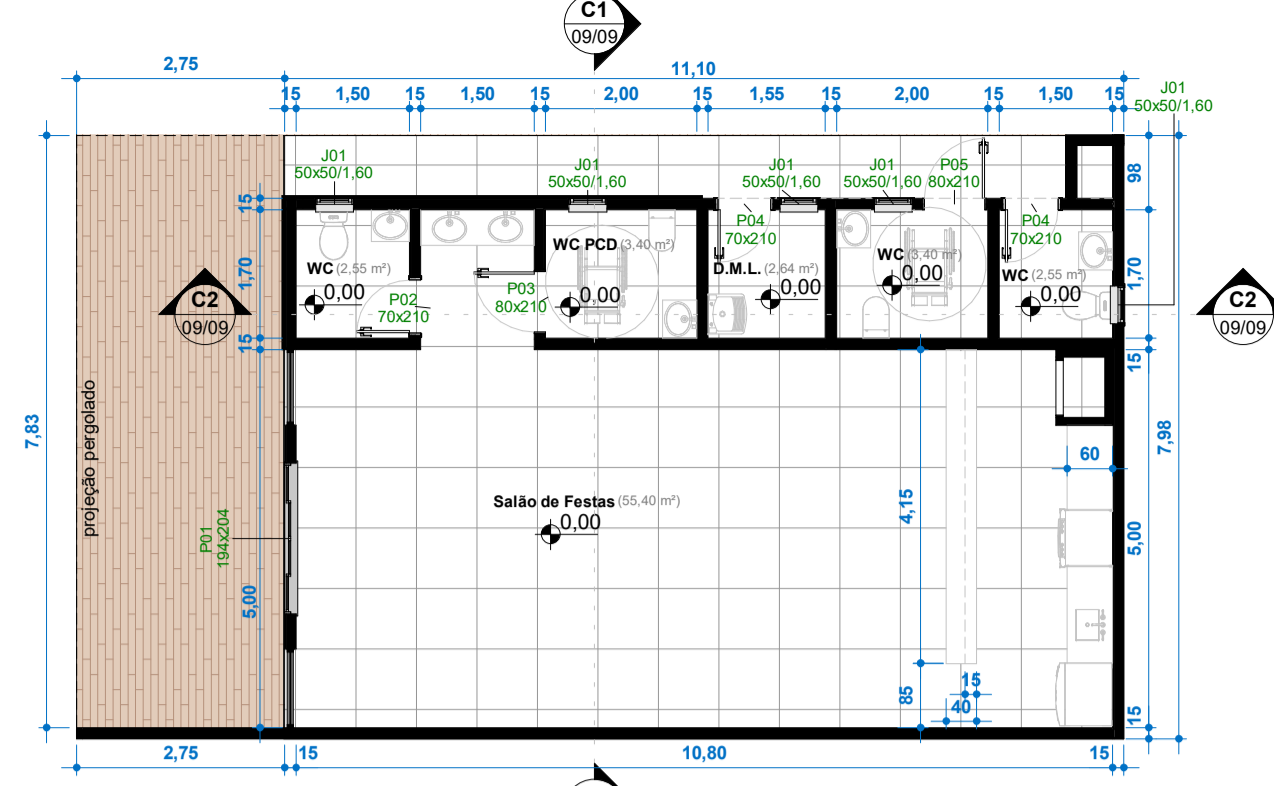 C1
09/09
2,75
11,10
15
1,50
15
1,50
15
2,00
15
1,55
15
2,00
15
1,50
15
J01
50x50/1,60
J01
50x50/1,60
J01
50x50/1,60
J01
50x50/1,60
J01
50x50/1,60
P05
80x210
98
15
P04
70x210
P04
70x210
WC (2,55 m²)
0,00
WC PCD (3,40 m²)
0,00
D.M.L. (2,64 m²)
0,00
WC (3,40 m²)
0,00
WC (2,55 m²)
0,00
P02
70x210
P03
80x210
1,70
1,70
C2
09/09
C2
09/09
15
15
7,83
projeção pergolado
P01
194x204
5,00
Salão de Festas (55,40 m²)
0,00
4,15
60
7,98
5,00
85
15
40
15
2,75
15
10,80
15